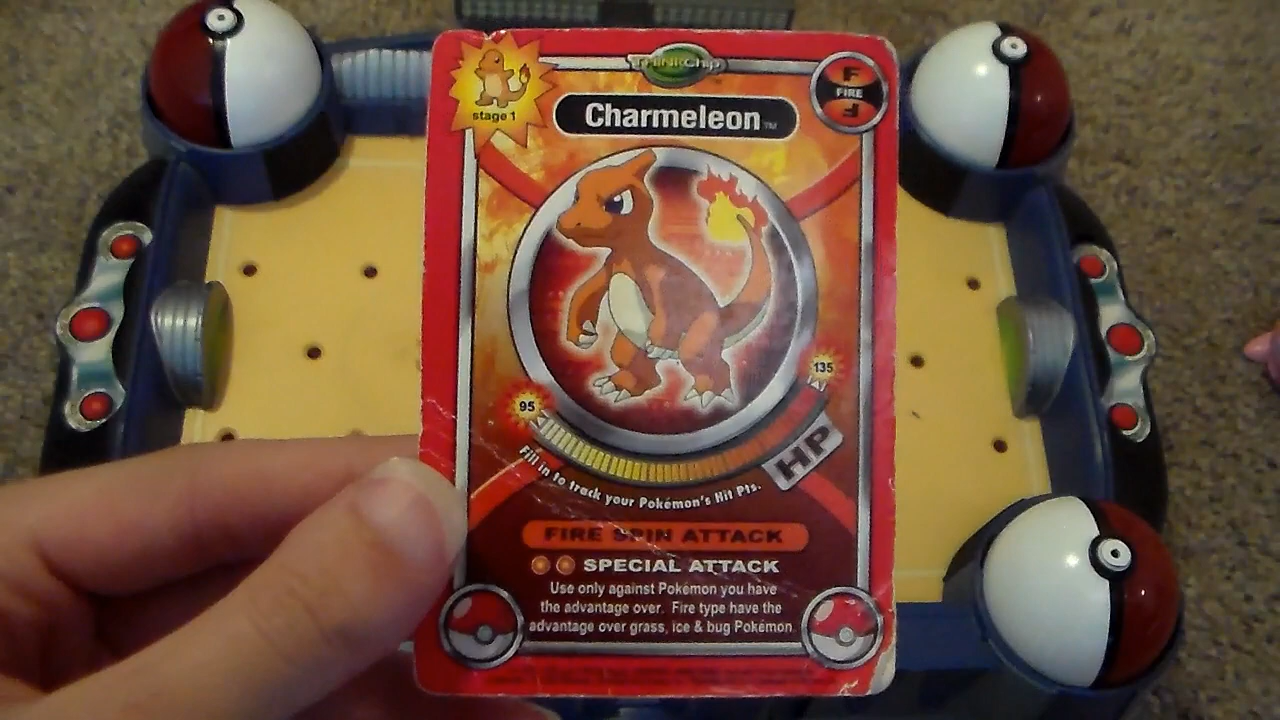 THINKChip
stage 1
Charmeleon™
F
FIRE
F
95
135
HP
Fill in to track your Pokémon's Hit Pts.
FIRE SPIN ATTACK
SPECIAL ATTACK
Use only against Pokémon you have
the advantage over. Fire type have the
advantage over grass, ice & bug Pokémon